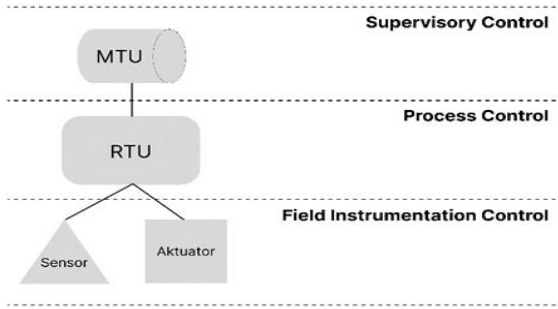 Supervisory Control
MTU
Process Control
RTU
Field Instrumentation Control
Sensor
Aktuator